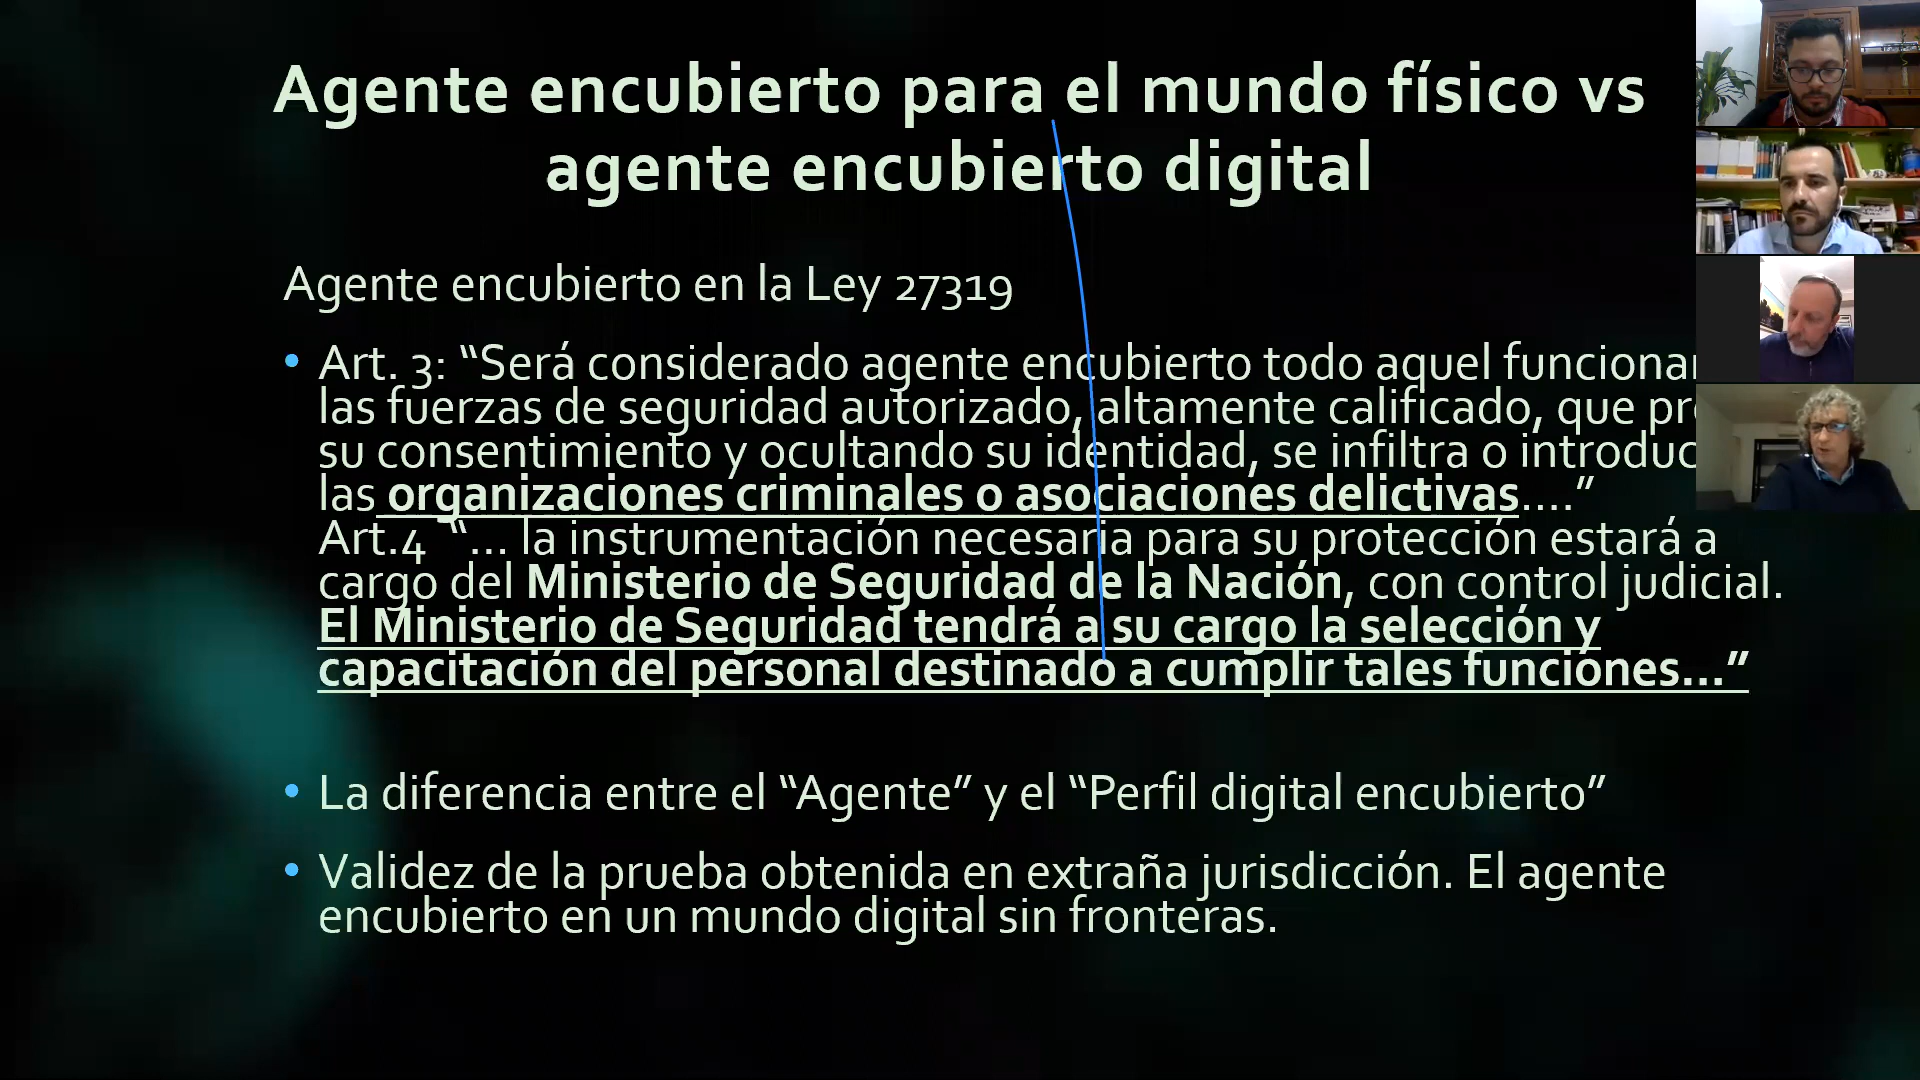 Agente encubierto para el mundo físico vs
agente encubierto digital
Agente encubierto en la Ley 27319
• Art. 3: “Será considerado agente encubierto todo aquel
las fuerzas de seguridad autorizado, altamente calificado, que
su consentimiento y ocultando su identidad, se infiltra o
las organizaciones criminales o asociaciones delictivas....”
Art.4 “... la instrumentación necesaria para su protección estará a
cargo del Ministerio de Seguridad de la Nación, con control judicial.
El Ministerio de Seguridad tendrá a su cargo la selección y
capacitación del personal destinado a cumplir tales funciones...”
• La diferencia entre el “Agente” y el “Perfil digital encubierto”
• Validez de la prueba obtenida en extraña jurisdicción. El agente
encubierto en un mundo digital sin fronteras.